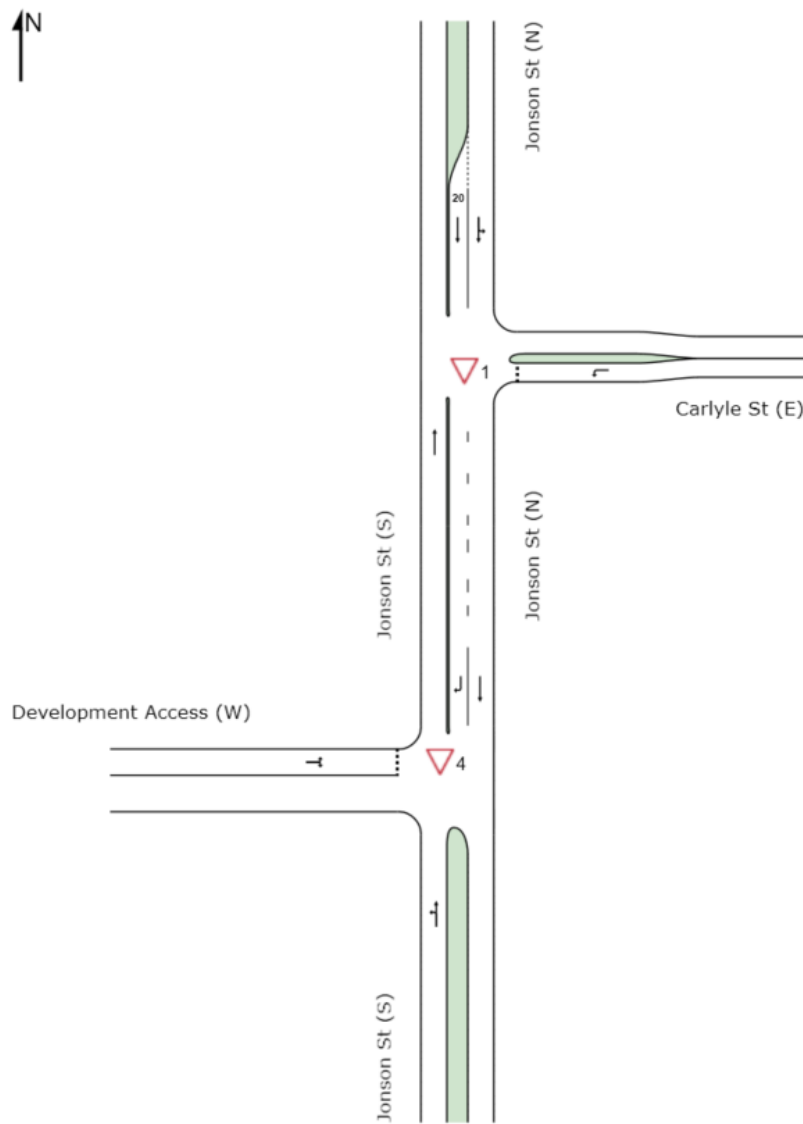 N
Jonson St (N)
20
1
Carlyle St (E)
Jonson St (S)
Jonson St (N)
Development Access (W)
4
Jonson St (S)